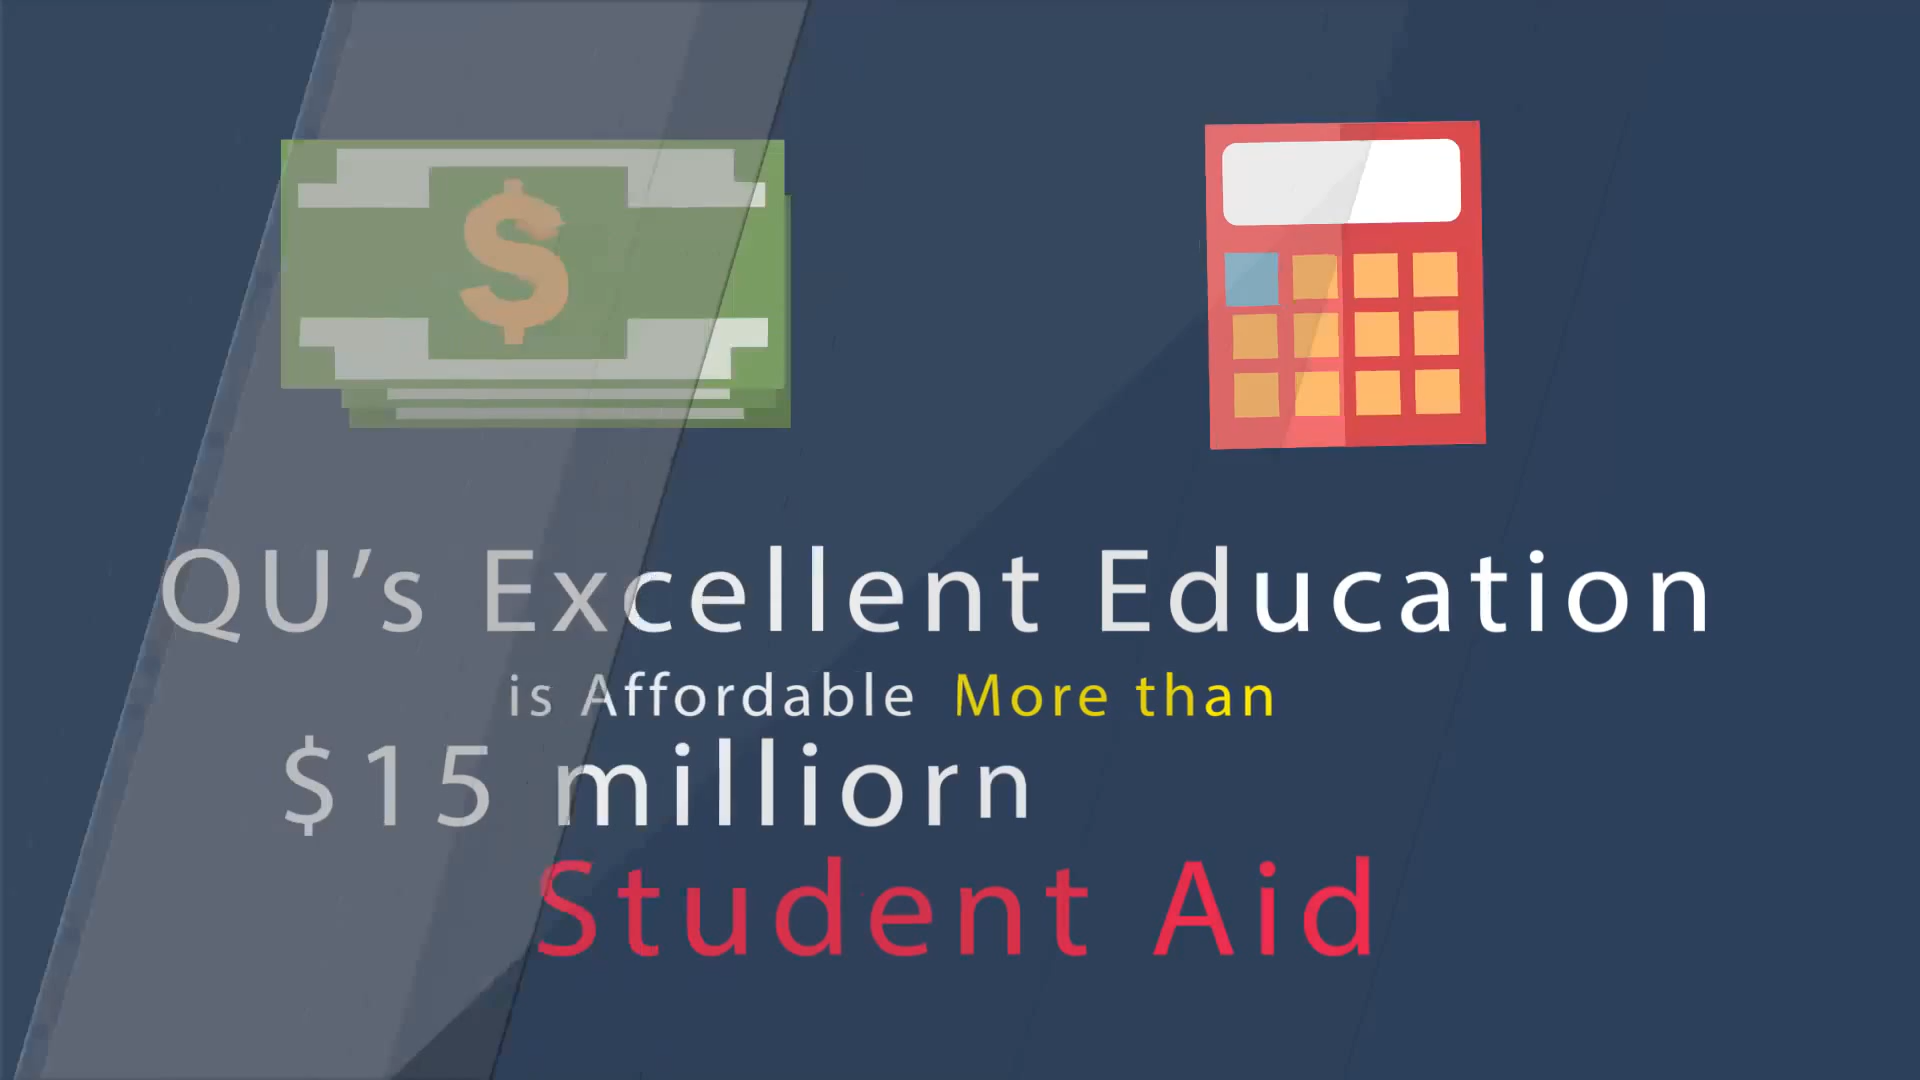 $
QU's Excellent Education
is Affordable More than
$15 milliorn
Student Aid